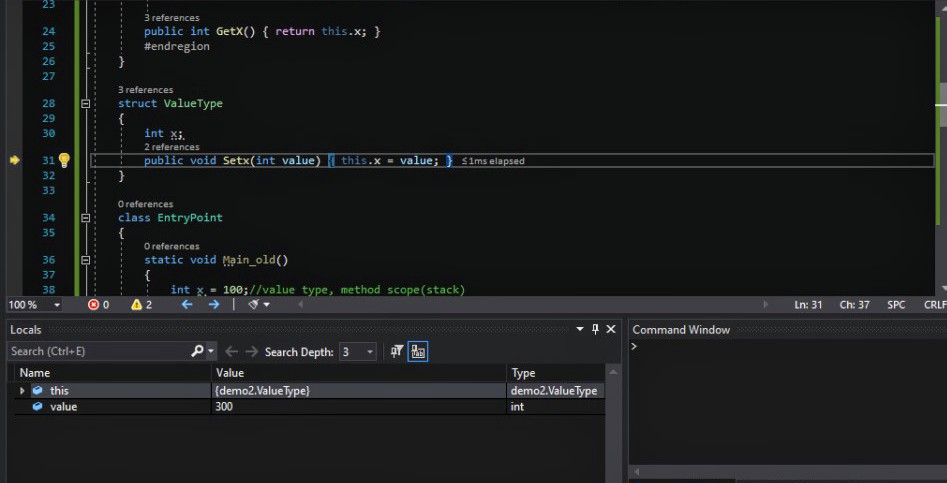 23
3 references
24 public int GetX() { return this.x; }
25 #endregion
26 }
27
3 references
28 struct ValueType
29 {
30 int x;
2 references
31 public void Setx(int value) { this.x = value; } ≤1ms elapsed
32 }
33
0 references
34 class EntryPoint
35 {
0 references
36 static void Main_old()
37 {
38 int x = 100;//value type, method scope(stack)
100 % 0 2 Ln: 31 Ch: 37 SPC CRLF
Locals
Search (Ctrl+E) Search Depth: 3
Name Value Type
this {demo2.ValueType} demo2.ValueType
value 300 int
Command Window
>